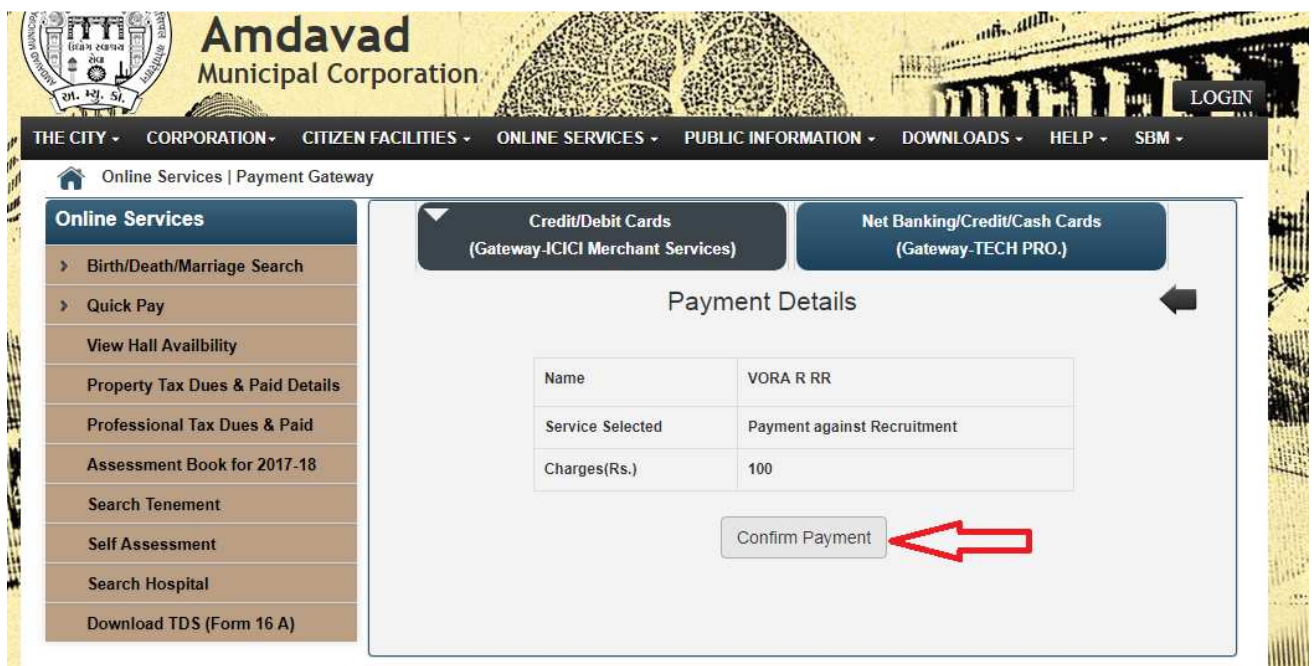 Amdavad
Municipal Corporation
અ. મ્યુ. કો.
LOGIN
THE CITY CORPORATION CITIZEN FACILITIES ONLINE SERVICES PUBLIC INFORMATION DOWNLOADS HELP SBM
Online Services | Payment Gateway
Online Services
Birth/Death/Marriage Search
Quick Pay
View Hall Availbility
Property Tax Dues & Paid Details
Professional Tax Dues & Paid
Assessment Book for 2017-18
Search Tenement
Self Assessment
Search Hospital
Download TDS (Form 16 A)
Credit/Debit Cards
(Gateway-ICICI Merchant Services)
Net Banking/Credit/Cash Cards
(Gateway-TECH PRO.)
Payment Details
Name VORA R RR
Service Selected Payment against Recruitment
Charges(Rs.) 100
Confirm Payment